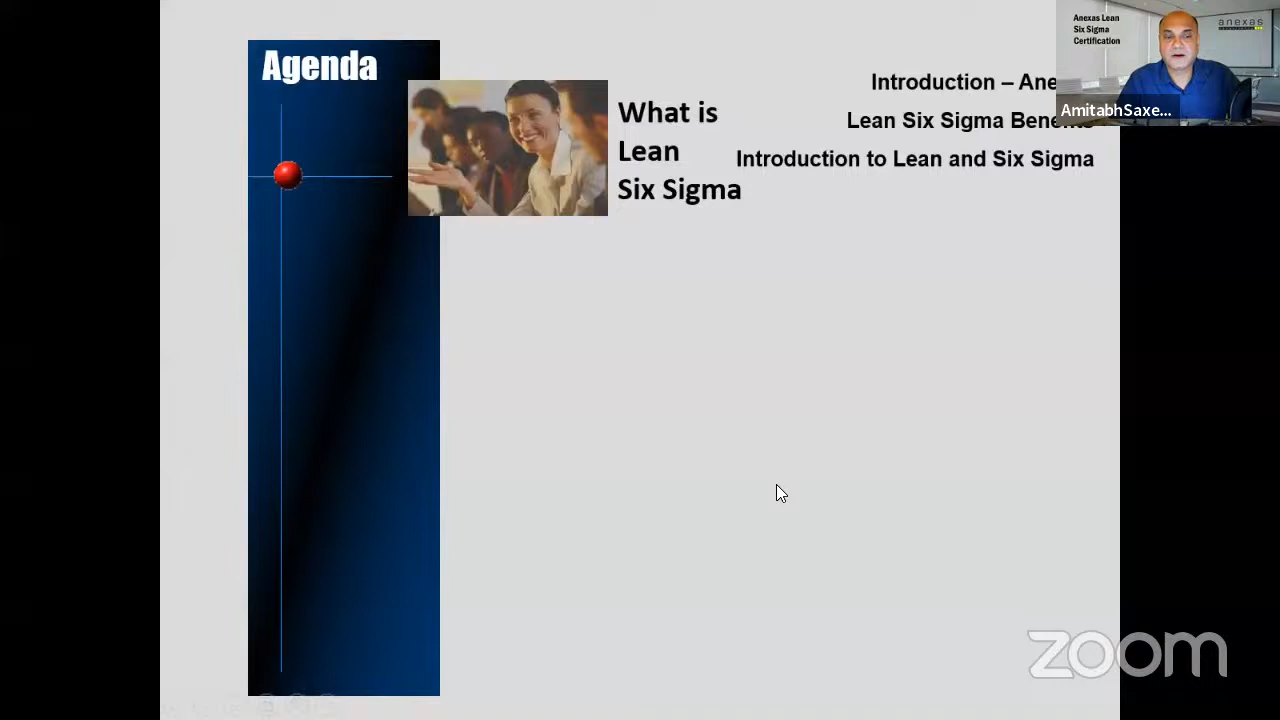 Agenda
What is
Lean
Six Sigma
Introduction – Ane
Lean Six Sigma Benefits
Introduction to Lean and Six Sigma
Anexas Lean
Six Sigma
Certification
anexas
AmitabhSaxe...
zoom